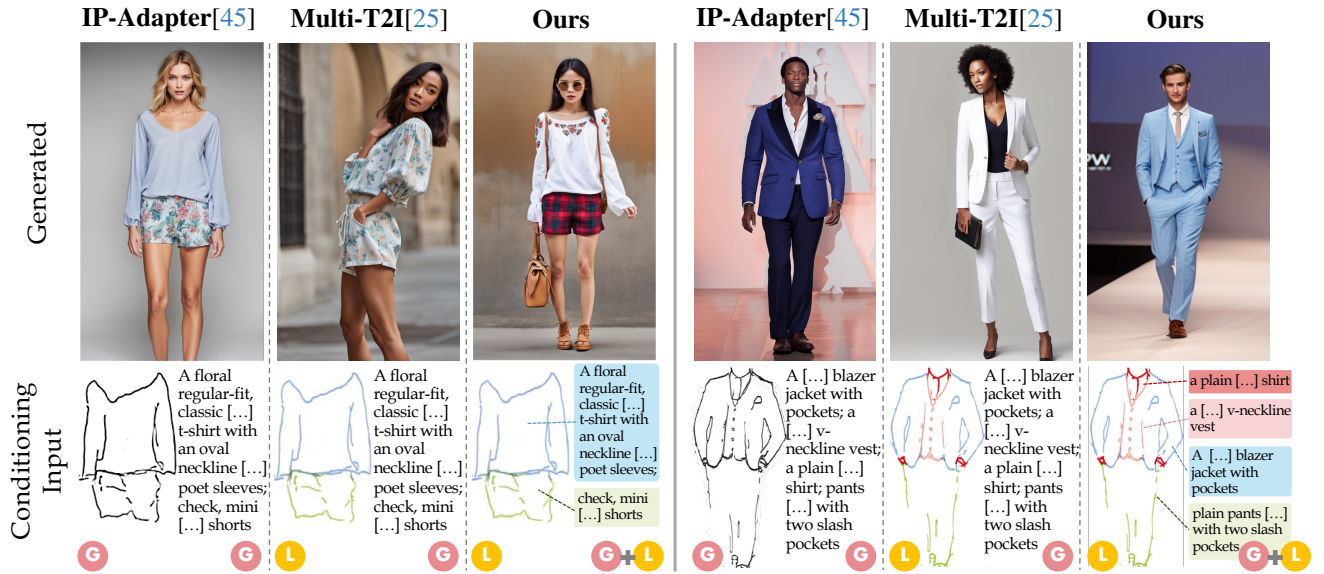 IP-Adapter[45]
Multi-T2I[25]
Ours
IP-Adapter[45]
Multi-T2I[25]
Ours
Generated
PW
Conditioning
Input
A floral
regular-fit,
classic […]
t-shirt with
an oval
neckline […]
poet sleeves;
check, mini
[…] shorts
G
G
A floral
regular-fit,
classic […]
t-shirt with
an oval
neckline […]
poet sleeves;
check, mini
[…] shorts
L
G
A floral
regular-fit,
classic […]
t-shirt with
an oval
neckline […]
poet sleeves;
check, mini
[…] shorts
L
G+L
A […] blazer
jacket with
pockets; a
[…] v-
neckline vest;
a plain […]
shirt; pants
[…] with
two slash
pockets
G
G
A […] blazer
jacket with
pockets; a
[…] v-
neckline vest;
a plain […]
shirt; pants
[…] with
two slash
pockets
L
G
a plain […] shirt
a […] v-neckline
vest
A […] blazer
jacket with
pockets
plain pants […]
with two slash
pockets
L
G+L